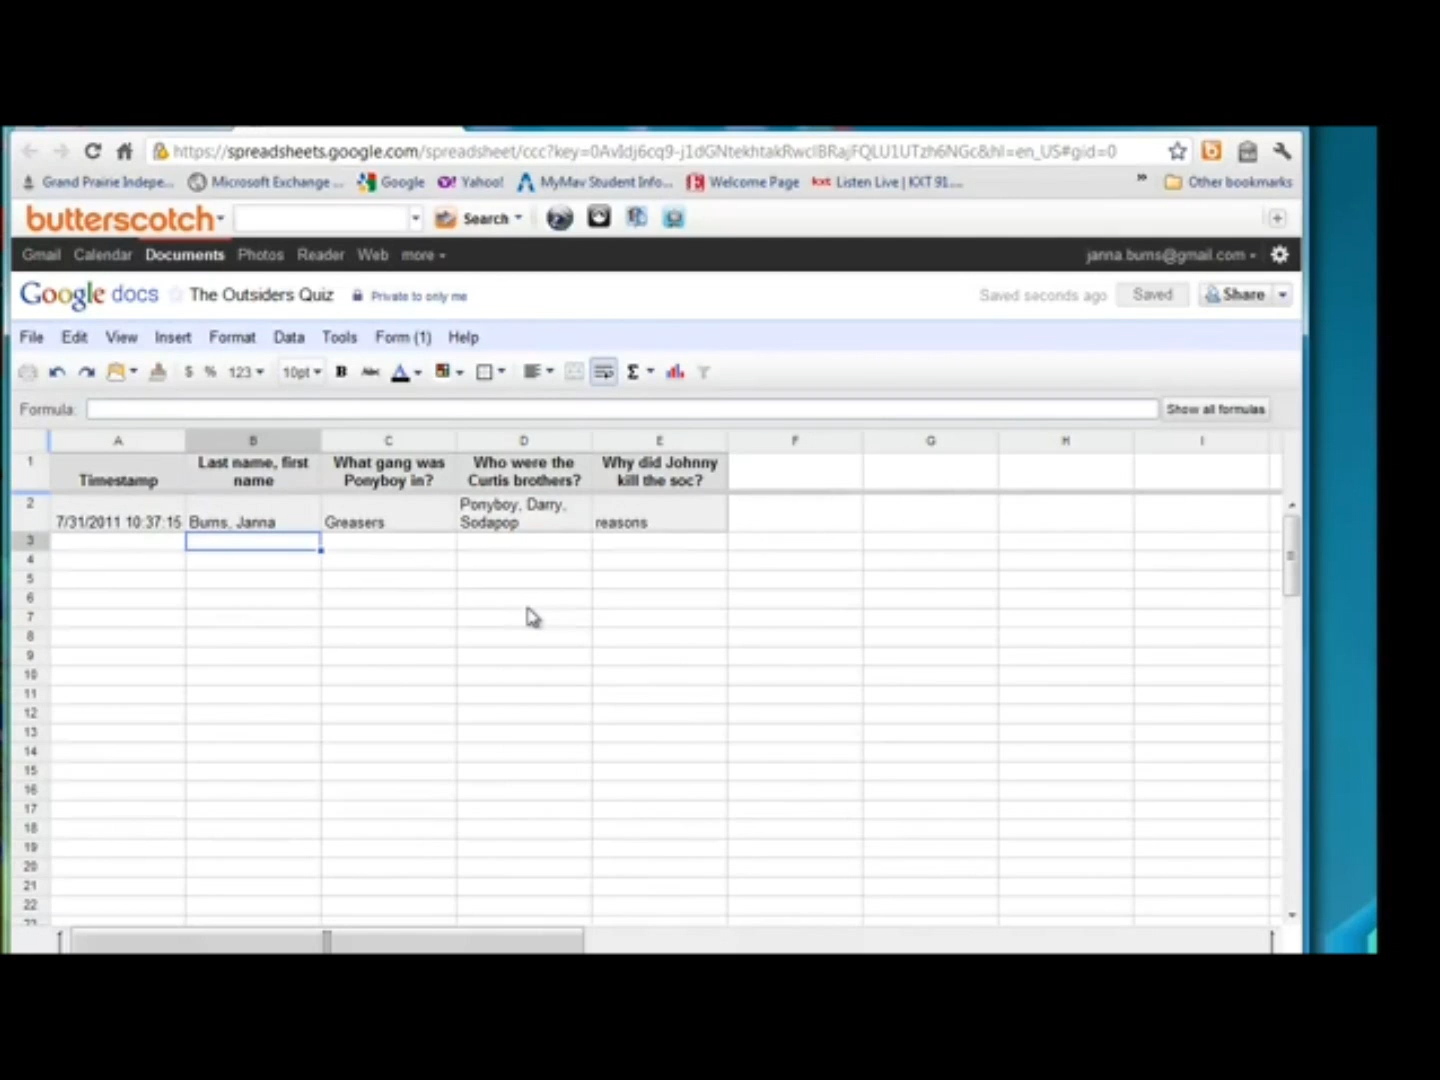 https://spreadsheets.google.com/spreadsheet/ccc?key=0AvIdj6cq9-j1dGNtekhtakRwclBRajFQLU1UTzh6NGc&hl=en_US#gid=0
Grand Prairie Indepe... Microsoft Exchange ... Google Yahoo! MyMav Student Info... Welcome Page kxt Listen Live | KXT 91.... » Other bookmarks
butterscotch Search
Gmail Calendar Documents Photos Reader Web more janna.burns@gmail.com
Google docs The Outsiders Quiz Private to only me Saved seconds ago Saved Share
File Edit View Insert Format Data Tools Form (1) Help
$ % 123 10pt B Abc A Σ
Formula: Show all formulas
A B C D E F G H I
1 Timestamp Last name, first name What gang was Ponyboy in? Who were the Curtis brothers? Why did Johnny kill the soc?
2 7/31/2011 10:37:15 Burns, Janna Greasers Ponyboy, Darry, Sodapop reasons
3
4
5
6
7
8
9
10
11
12
13
14
15
16
17
18
19
20
21
22
23